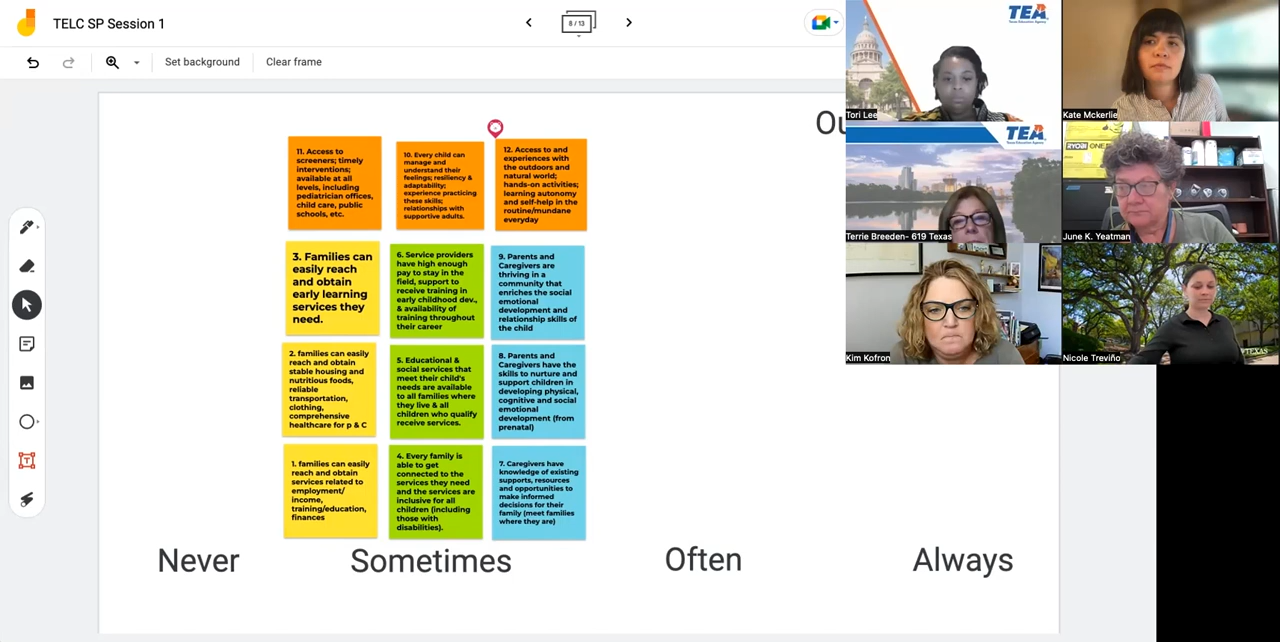 TELC SP Session 1
8 / 13
Set background
Clear frame
Ou
11. Access to
screeners; timely
interventions;
available at all
levels, including
pediatrician offices,
child care, public
schools, etc.
10. Every child can
manage and
understand their
feelings; resiliency &
adaptability;
experience practicing
these skills;
relationships with
supportive adults.
12. Access to and
experiences with
the outdoors and
natural world;
hands-on activities;
learning autonomy
and self-help in the
routine/mundane
everyday
3. Families can
easily reach
and obtain
early learning
services they
need.
6. Service providers
have high enough
pay to stay in the
field, support to
receive training in
early childhood dev.,
& availability of
training throughout
their career
9. Parents and
Caregivers are
thriving in a
community that
enriches the social
emotional
development and
relationship skills of
the child
2. families can easily
reach and obtain
stable housing and
nutritious foods,
reliable
transportation,
clothing,
comprehensive
healthcare for p & C
5. Educational &
social services that
meet their child's
needs are available
to all families where
they live & all
children who qualify
receive services.
8. Parents and
Caregivers have the
skills to nurture and
support children in
developing physical,
cognitive and social
emotional
development (from
prenatal)
1. families can easily
reach and obtain
services related to
employment/
income,
training/education,
finances
4. Every family is
able to get
connected to the
services they need
and the services are
inclusive for all
children (including
those with
disabilities).
7. Caregivers have
knowledge of existing
supports, resources
and opportunities to
make informed
decisions for their
family (meet families
where they are)
Never
Sometimes
Often
Always
TEA
Texas Education Agency
Tori Lee
Kate Mckerlie
TEA
Texas Education Agency
Terrie Breeden- 619 Texas
RYOBI ONE
June K. Yeatman
Kim Kofron
TEXAS
Nicole Treviño